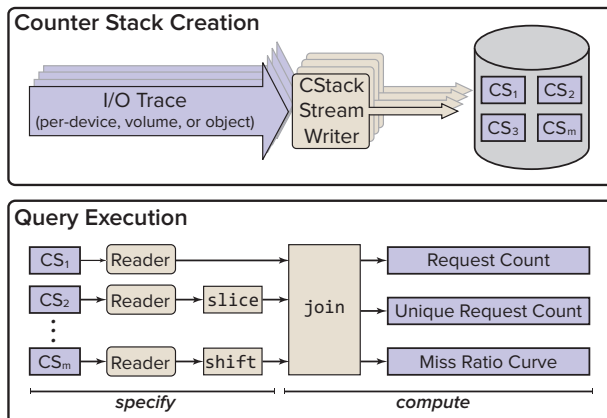 Counter Stack Creation
I/O Trace
(per-device, volume, or object)
CStack
Stream
Writer
CS1 CS2
CS3 CSm
Query Execution
CS1 Reader Request Count
CS2 Reader slice join Unique Request Count
⋮
CSm Reader shift Miss Ratio Curve
specify compute